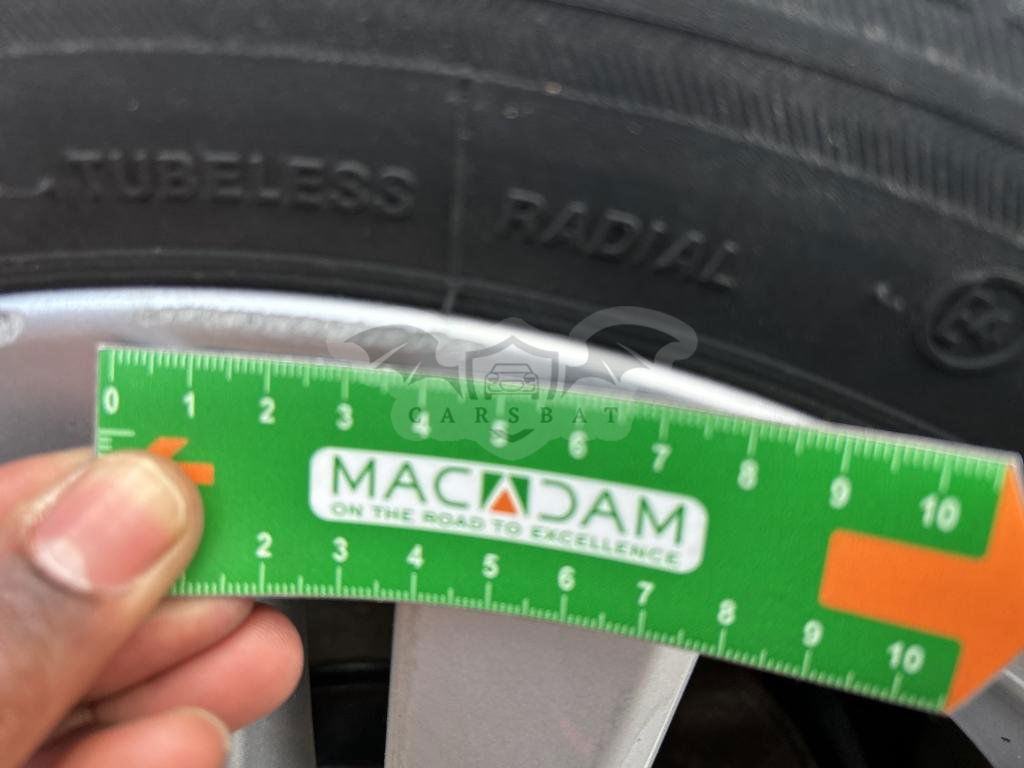 TUBELESS RADIAL
0 1 2 3 4 5 6 7 8 9 10
CARSBAT
MACADAM
ON THE ROAD TO EXCELLENCE
2 3 4 5 6 7 8 9 10